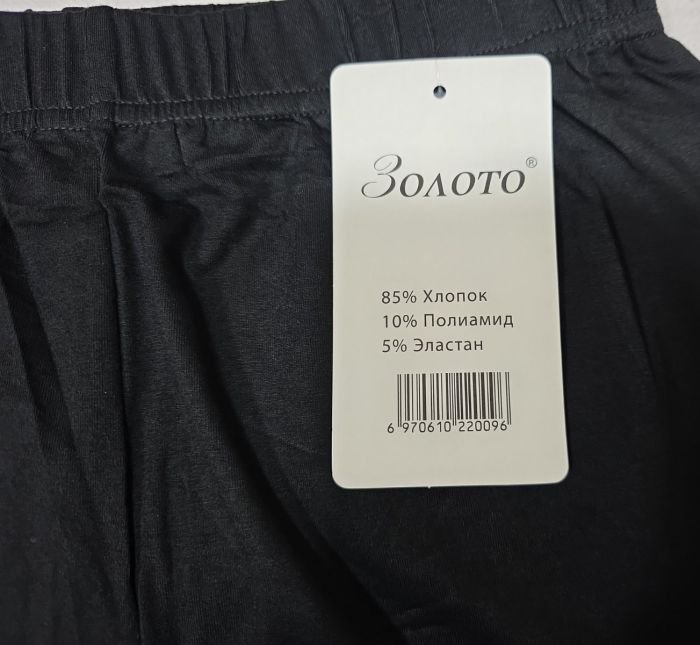 Золото®
85% Хлопок
10% Полиамид
5% Эластан
6 970610 220096